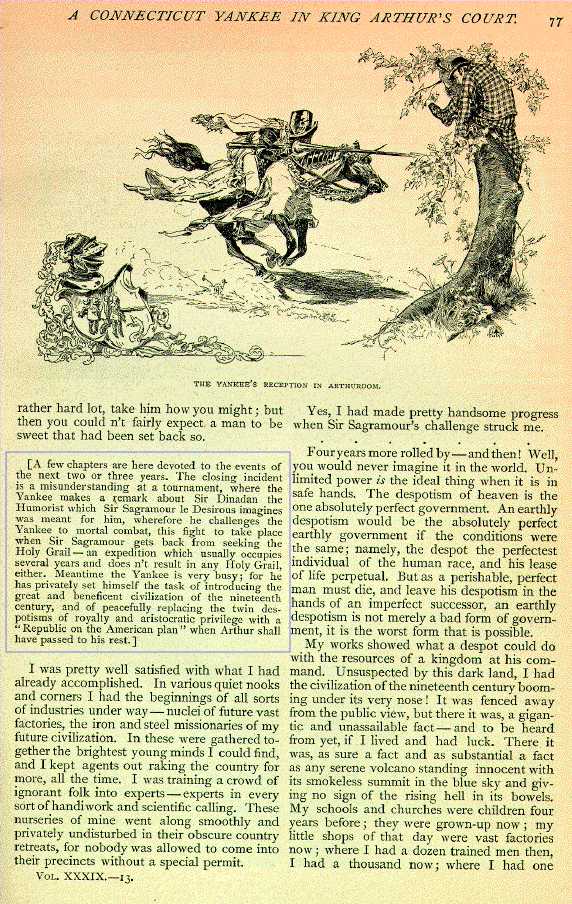 A CONNECTICUT YANKEE IN KING ARTHUR'S COURT. 77
THE YANKEE'S RECEPTION IN ARTHURDOM.
rather hard lot, take him how you might; but
then you could n't fairly expect a man to be
sweet that had been set back so.
[A few chapters are here devoted to the events of
the next two or three years. The closing incident
is a misunderstanding at a tournament, where the
Yankee makes a remark about Sir Dinadan the
Humorist which Sir Sagramour le Desirous imagines
was meant for him, wherefore he challenges the
Yankee to mortal combat, this fight to take place
when Sir Sagramour gets back from seeking the
Holy Grail—an expedition which usually occupies
several years and does n't result in any Holy Grail,
either. Meantime the Yankee is very busy; for he
has privately set himself the task of introducing the
great and beneficent civilization of the nineteenth
century, and of peacefully replacing the twin des-
potisms of royalty and aristocratic privilege with a
"Republic on the American plan" when Arthur shall
have passed to his rest.]
I was pretty well satisfied with what I had
already accomplished. In various quiet nooks
and corners I had the beginnings of all sorts
of industries under way—nuclei of future vast
factories, the iron and steel missionaries of my
future civilization. In these were gathered to-
gether the brightest young minds I could find,
and I kept agents out raking the country for
more, all the time. I was training a crowd of
ignorant folk into experts—experts in every
sort of handiwork and scientific calling. These
nurseries of mine went along smoothly and
privately undisturbed in their obscure country
retreats, for nobody was allowed to come into
their precincts without a special permit.
VOL. XXXIX.—13.
Yes, I had made pretty handsome progress
when Sir Sagramour's challenge struck me.
. . . . . . . .
Four years more rolled by—and then! Well,
you would never imagine it in the world. Un-
limited power is the ideal thing when it is in
safe hands. The despotism of heaven is the
one absolutely perfect government. An earthly
despotism would be the absolutely perfect
earthly government if the conditions were
the same; namely, the despot the perfectest
individual of the human race, and his lease
of life perpetual. But as a perishable, perfect
man must die, and leave his despotism in the
hands of an imperfect successor, an earthly
despotism is not merely a bad form of govern-
ment, it is the worst form that is possible.
My works showed what a despot could do
with the resources of a kingdom at his com-
mand. Unsuspected by this dark land, I had
the civilization of the nineteenth century boom-
ing under its very nose! It was fenced away
from the public view, but there it was, a gigan-
tic and unassailable fact—and to be heard
from yet, if I lived and had luck. There it
was, as sure a fact and as substantial a fact
as any serene volcano standing innocent with
its smokeless summit in the blue sky and giv-
ing no sign of the rising hell in its bowels.
My schools and churches were children four
years before; they were grown-up now; my
little shops of that day were vast factories
now; where I had a dozen trained men then,
I had a thousand now; where I had one